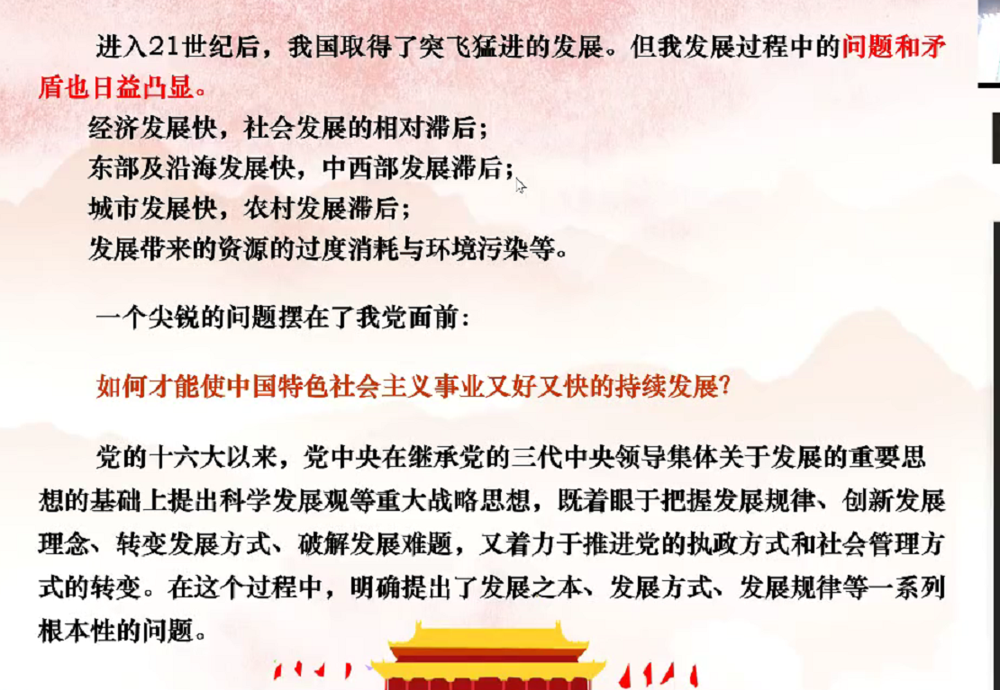 进入21世纪后，我国取得了突飞猛进的发展。但我发展过程中的问题和矛
盾也日益凸显。
经济发展快，社会发展的相对滞后；
东部及沿海发展快，中西部发展滞后；
城市发展快，农村发展滞后；
发展带来的资源的过度消耗与环境污染等。
一个尖锐的问题摆在了我党面前：
如何才能使中国特色社会主义事业又好又快的持续发展？
党的十六大以来，党中央在继承党的三代中央领导集体关于发展的重要思
想的基础上提出科学发展观等重大战略思想，既着眼于把握发展规律、创新发展
理念、转变发展方式、破解发展难题，又着力于推进党的执政方式和社会管理方
式的转变。在这个过程中，明确提出了发展之本、发展方式、发展规律等一系列
根本性的问题。